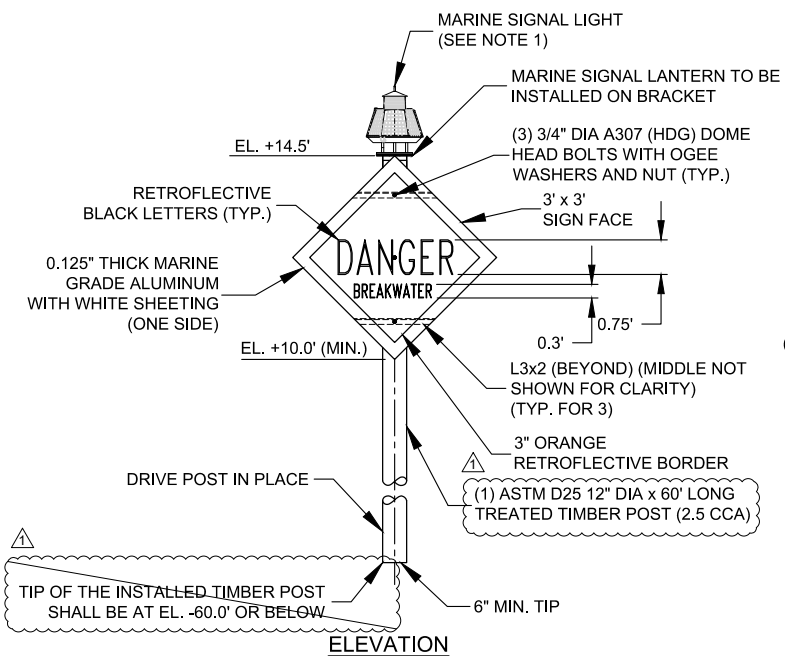 MARINE SIGNAL LIGHT
(SEE NOTE 1)
MARINE SIGNAL LANTERN TO BE
INSTALLED ON BRACKET
EL. +14.5'
(3) 3/4" DIA A307 (HDG) DOME
HEAD BOLTS WITH OGEE
WASHERS AND NUT (TYP.)
RETROFLECTIVE
BLACK LETTERS (TYP.)
3' x 3'
SIGN FACE
DANGER
BREAKWATER
0.125" THICK MARINE
GRADE ALUMINUM
WITH WHITE SHEETING
(ONE SIDE)
0.75'
0.3'
EL. +10.0' (MIN.)
L3x2 (BEYOND) (MIDDLE NOT
SHOWN FOR CLARITY)
(TYP. FOR 3)
3" ORANGE
RETROFLECTIVE BORDER
1
(1) ASTM D25 12" DIA x 60' LONG
TREATED TIMBER POST (2.5 CCA)
DRIVE POST IN PLACE
1
TIP OF THE INSTALLED TIMBER POST
SHALL BE AT EL. -60.0' OR BELOW
6" MIN. TIP
ELEVATION